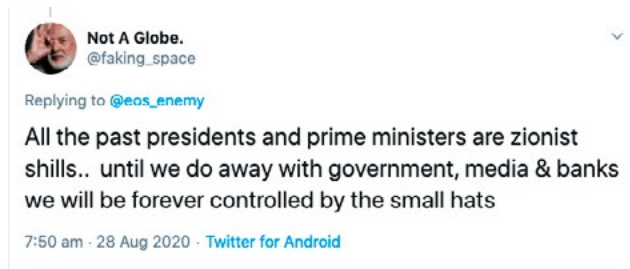 Not A Globe.
@faking_space
Replying to @eos_enemy
All the past presidents and prime ministers are zionist
shills.. until we do away with government, media & banks
we will be forever controlled by the small hats
7:50 am · 28 Aug 2020 · Twitter for Android